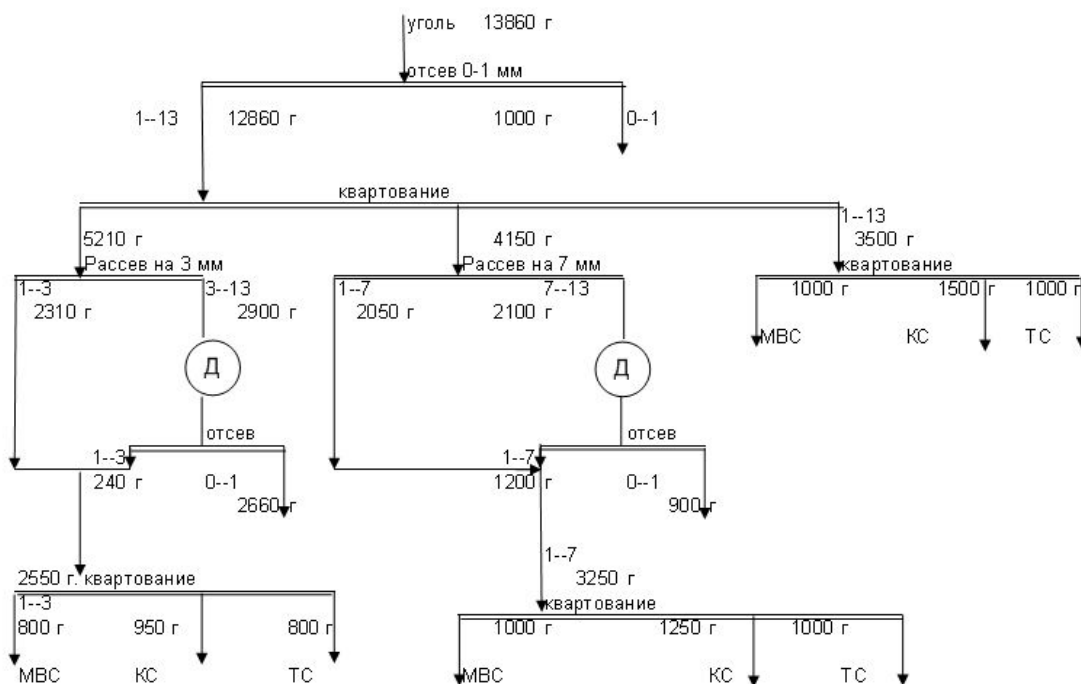 уголь 13860 г
отсев 0-1 мм
1--13 12860 г 1000 г 0--1
квартование
1--13
5210 г 4150 г 3500 г
Рассев на 3 мм Рассев на 7 мм квартование
1--3 3--13 1--7 7--13 1000 г 1500 г 1000 г
2310 г 2900 г 2050 г 2100 г
МВС КС ТС
Д Д
отсев отсев
1--3 1--7
240 г 0--1 1200 г 0--1
2660 г 900 г
1--7
2550 г. квартование 3250 г
1--3 квартование
800 г 950 г 800 г 1000 г 1250 г 1000 г
МВС КС ТС МВС КС ТС